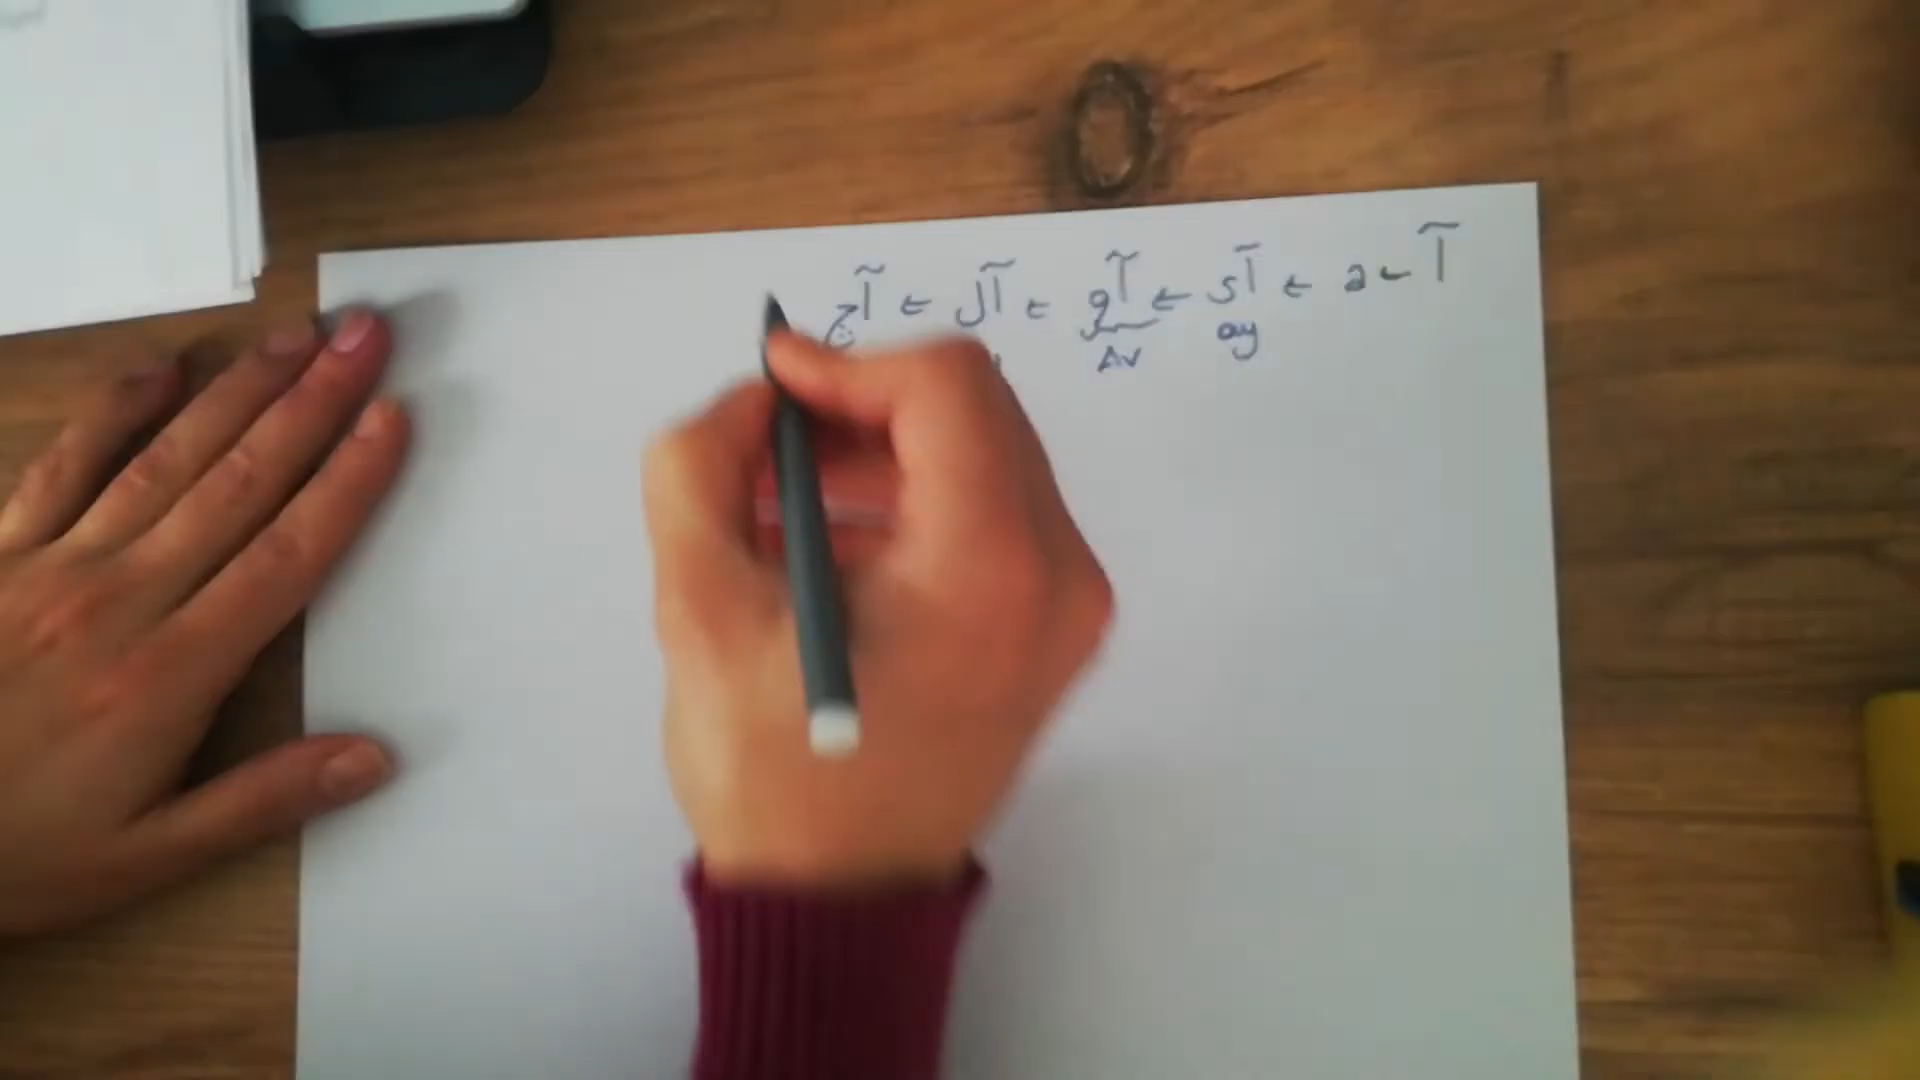 آ ← a ← آی ← آو ← آل ← آج
ay Av